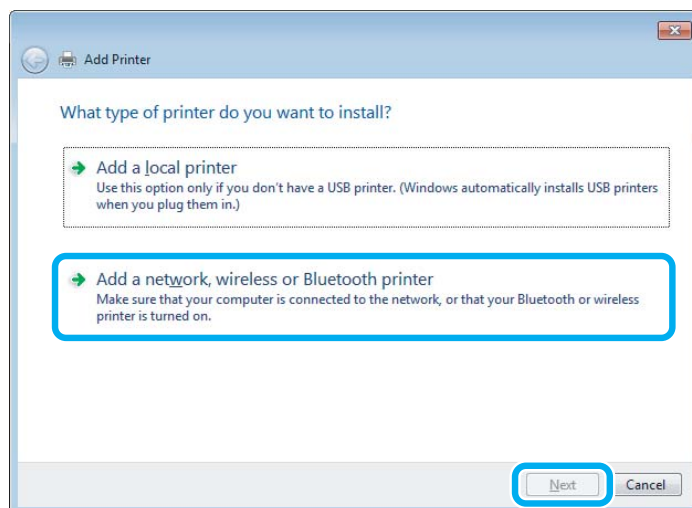 Add Printer
What type of printer do you want to install?
Add a local printer
Use this option only if you don't have a USB printer. (Windows automatically installs USB printers
when you plug them in.)
Add a network, wireless or Bluetooth printer
Make sure that your computer is connected to the network, or that your Bluetooth or wireless
printer is turned on.
Next Cancel